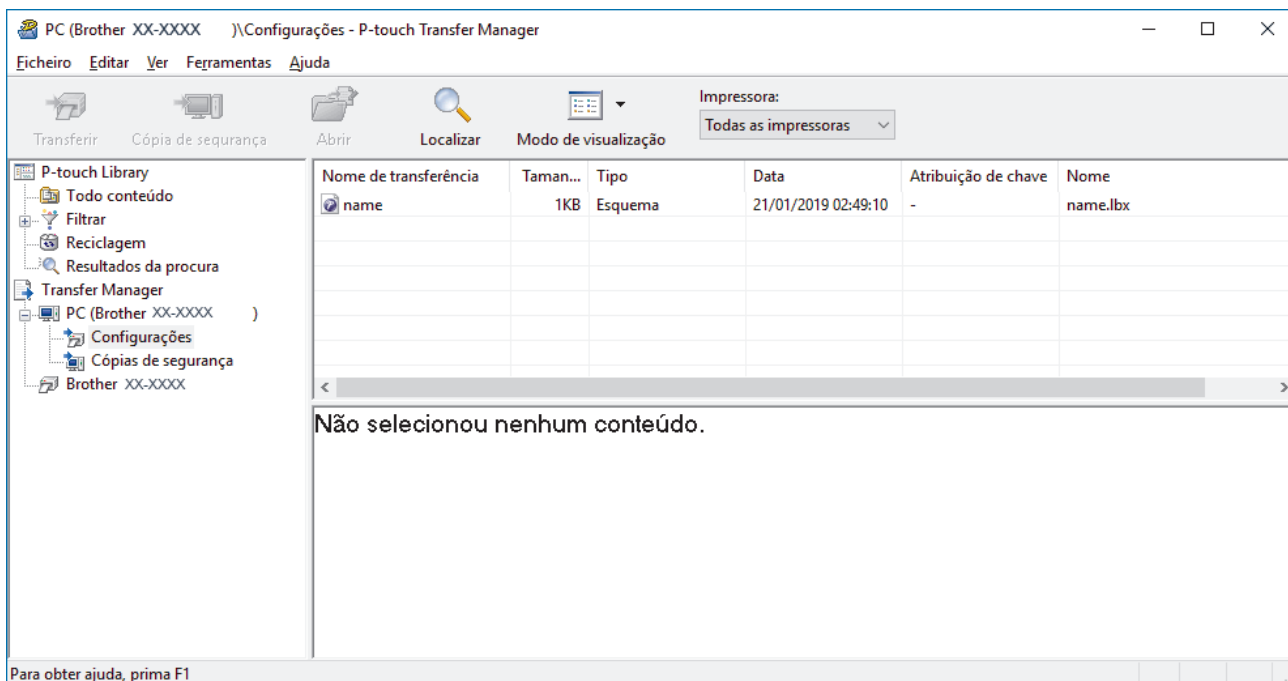 PC (Brother XX-XXXX )\Configurações - P-touch Transfer Manager
Ficheiro Editar Ver Ferramentas Ajuda
Transferir Cópia de segurança Abrir Localizar Modo de visualização
Impressora:
Todas as impressoras
P-touch Library
Todo conteúdo
Filtrar
Reciclagem
Resultados da procura
Transfer Manager
PC (Brother XX-XXXX )
Configurações
Cópias de segurança
Brother XX-XXXX
Nome de transferência Taman... Tipo Data Atribuição de chave Nome
name 1KB Esquema 21/01/2019 02:49:10 - name.lbx
Não selecionou nenhum conteúdo.
Para obter ajuda, prima F1